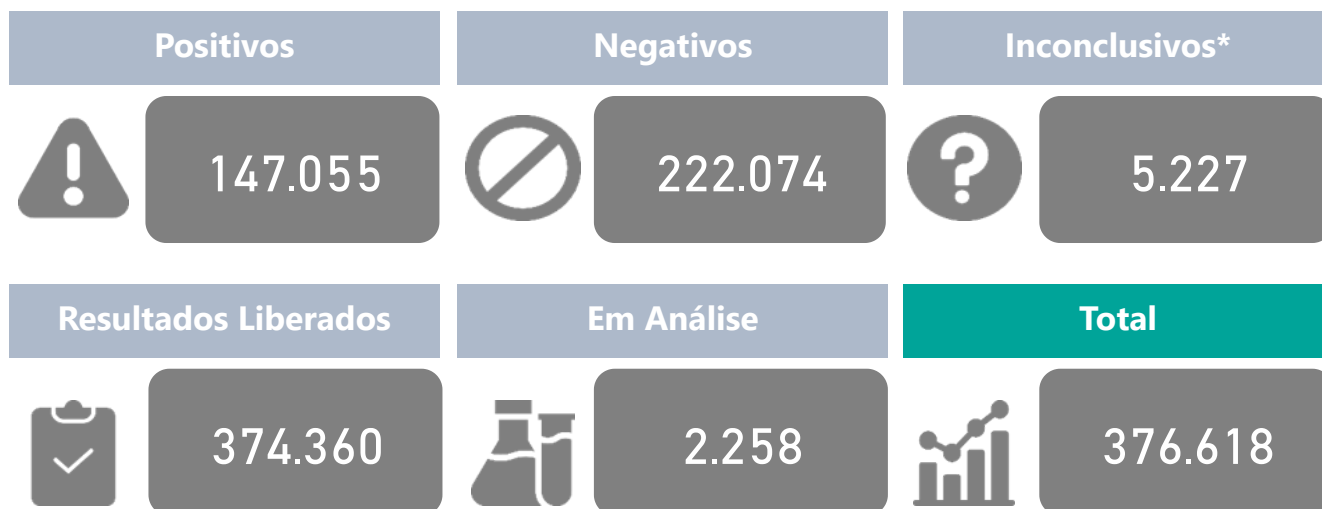 Positivos
Negativos
Inconclusivos*
147.055
222.074
5.227
Resultados Liberados
Em Análise
Total
374.360
2.258
376.618